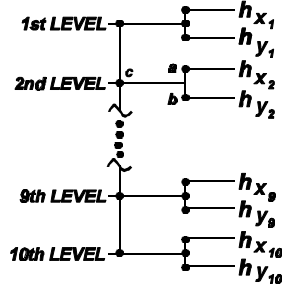 1st LEVEL h x₁
h y₁
a
2nd LEVEL c h x₂
b h y₂
9th LEVEL h x₉
h y₉
10th LEVEL h x₁₀
h y₁₀